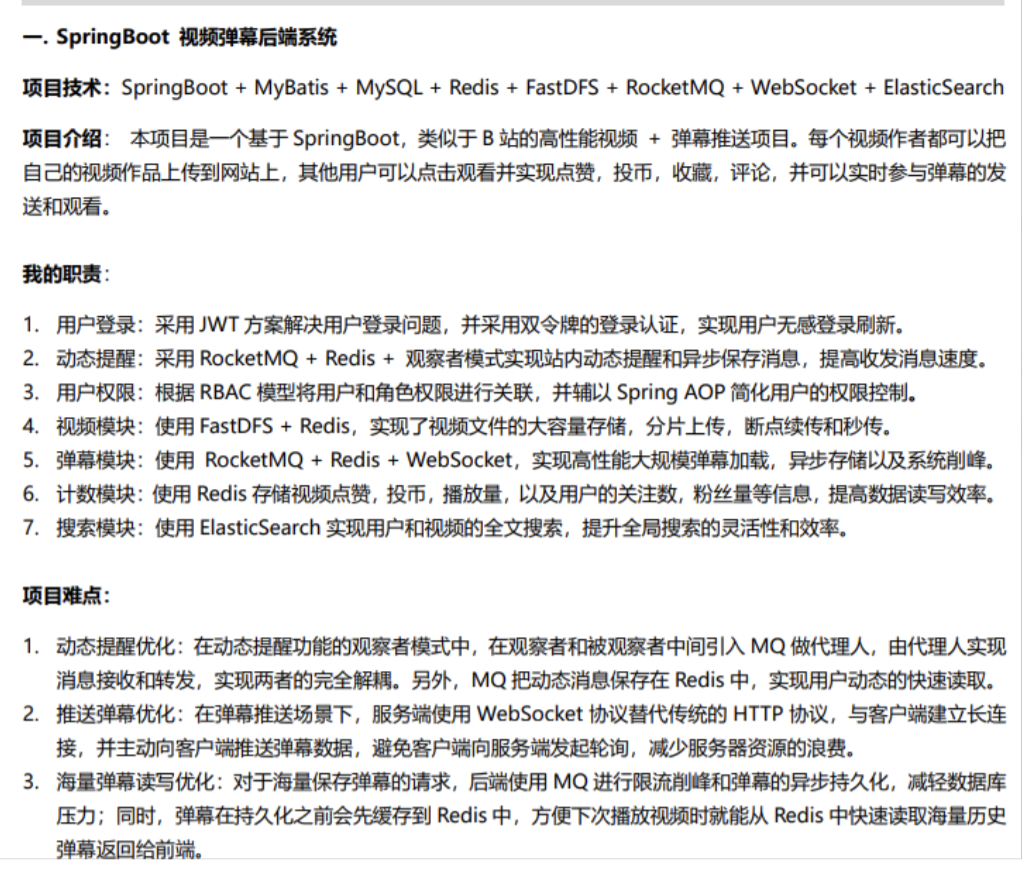 一. SpringBoot 视频弹幕后端系统
项目技术：SpringBoot + MyBatis + MySQL + Redis + FastDFS + RocketMQ + WebSocket + ElasticSearch
项目介绍： 本项目是一个基于 SpringBoot，类似于 B 站的高性能视频 + 弹幕推送项目。每个视频作者都可以把
自己的视频作品上传到网站上，其他用户可以点击观看并实现点赞，投币，收藏，评论，并可以实时参与弹幕的发
送和观看。
我的职责：
1. 用户登录：采用 JWT 方案解决用户登录问题，并采用双令牌的登录认证，实现用户无感登录刷新。
2. 动态提醒：采用 RocketMQ + Redis + 观察者模式实现站内动态提醒和异步保存消息，提高收发消息速度。
3. 用户权限：根据 RBAC 模型将用户和角色权限进行关联，并辅以 Spring AOP 简化用户的权限控制。
4. 视频模块：使用 FastDFS + Redis，实现了视频文件的大容量存储，分片上传，断点续传和秒传。
5. 弹幕模块：使用 RocketMQ + Redis + WebSocket，实现高性能大规模弹幕加载，异步存储以及系统削峰。
6. 计数模块：使用 Redis 存储视频点赞，投币，播放量，以及用户的关注数，粉丝量等信息，提高数据读写效率。
7. 搜索模块：使用 ElasticSearch 实现用户和视频的全文搜索，提升全局搜索的灵活性和效率。
项目难点：
1. 动态提醒优化：在动态提醒功能的观察者模式中，在观察者和被观察者中间引入 MQ 做代理人，由代理人实现
消息接收和转发，实现两者的完全解耦。另外，MQ 把动态消息保存在 Redis 中，实现用户动态的快速读取。
2. 推送弹幕优化：在弹幕推送场景下，服务端使用 WebSocket 协议替代传统的 HTTP 协议，与客户端建立长连
接，并主动向客户端推送弹幕数据，避免客户端向服务端发起轮询，减少服务器资源的浪费。
3. 海量弹幕读写优化：对于海量保存弹幕的请求，后端使用 MQ 进行限流削峰和弹幕的异步持久化，减轻数据库
压力；同时，弹幕在持久化之前会先缓存到 Redis 中，方便下次播放视频时就能从 Redis 中快速读取海量历史
弹幕返回给前端。